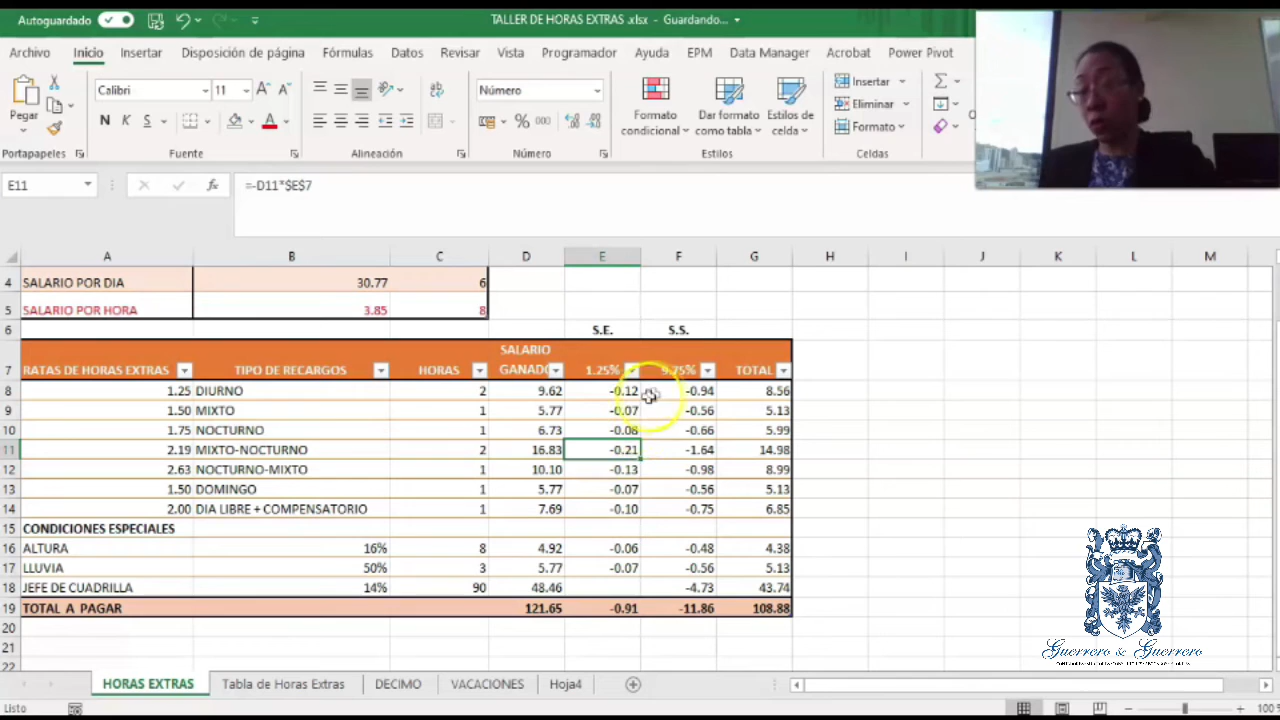 Autoguardado
TALLER DE HORAS EXTRAS .xlsx - Guardando...
Archivo Inicio Insertar Disposición de página Fórmulas Datos Revisar Vista Programador Ayuda EPM Data Manager Acrobat Power Pivot
Pegar
Calibri 11
N K S
Número
% 000
Formato condicional
Dar formato como tabla
Estilos de celda
Insertar
Eliminar
Formato
Portapapeles Fuente Alineación Número Estilos Celdas
E11 fx =-D11*$E$7
A B C D E F G H I J K L M
4 SALARIO POR DIA 30.77 6
5 SALARIO POR HORA 3.85 8
6 S.E. S.S.
7 RATAS DE HORAS EXTRAS TIPO DE RECARGOS HORAS SALARIO GANADO 1.25% 9.75% TOTAL
8 1.25 DIURNO 2 9.62 -0.12 -0.94 8.56
9 1.50 MIXTO 1 5.77 -0.07 -0.56 5.13
10 1.75 NOCTURNO 1 6.73 -0.08 -0.66 5.99
11 2.19 MIXTO-NOCTURNO 2 16.83 -0.21 -1.64 14.98
12 2.63 NOCTURNO-MIXTO 1 10.10 -0.13 -0.98 8.99
13 1.50 DOMINGO 1 5.77 -0.07 -0.56 5.13
14 2.00 DIA LIBRE + COMPENSATORIO 1 7.69 -0.10 -0.75 6.85
15 CONDICIONES ESPECIALES
16 ALTURA 16% 8 4.92 -0.06 -0.48 4.38
17 LLUVIA 50% 3 5.77 -0.07 -0.56 5.13
18 JEFE DE CUADRILLA 14% 90 48.46 -4.73 43.74
19 TOTAL A PAGAR 121.65 -0.91 -11.86 108.88
20
21
22
Guerrero & Guerrero
HORAS EXTRAS Tabla de Horas Extras DECIMO VACACIONES Hoja4
Listo 100